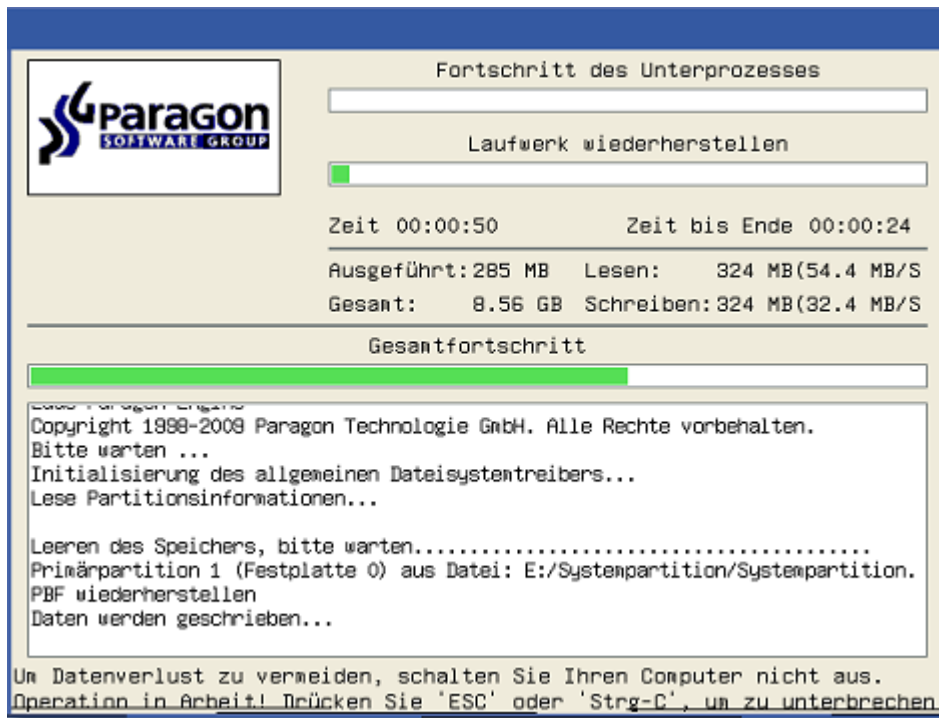 Paragon
SOFTWARE GROUP
Fortschritt des Unterprozesses
Laufwerk wiederherstellen
Zeit 00:00:50 Zeit bis Ende 00:00:24
Ausgeführt: 285 MB Lesen: 324 MB(54.4 MB/S
Gesamt: 8.56 GB Schreiben: 324 MB(32.4 MB/S
Gesamtfortschritt
Paragon Engine
Copyright 1998-2009 Paragon Technologie GmbH. Alle Rechte vorbehalten.
Bitte warten ...
Initialisierung des allgemeinen Dateisystemtreibers...
Lese Partitionsinformationen...
Leeren des Speichers, bitte warten.........................................
Primärpartition 1 (Festplatte 0) aus Datei: E:/Systempartition/Systempartition.
PBF wiederherstellen
Daten werden geschrieben...
Um Datenverlust zu vermeiden, schalten Sie Ihren Computer nicht aus.
Operation in Arbeit! Drücken Sie 'ESC' oder 'Strg-C', um zu unterbrechen